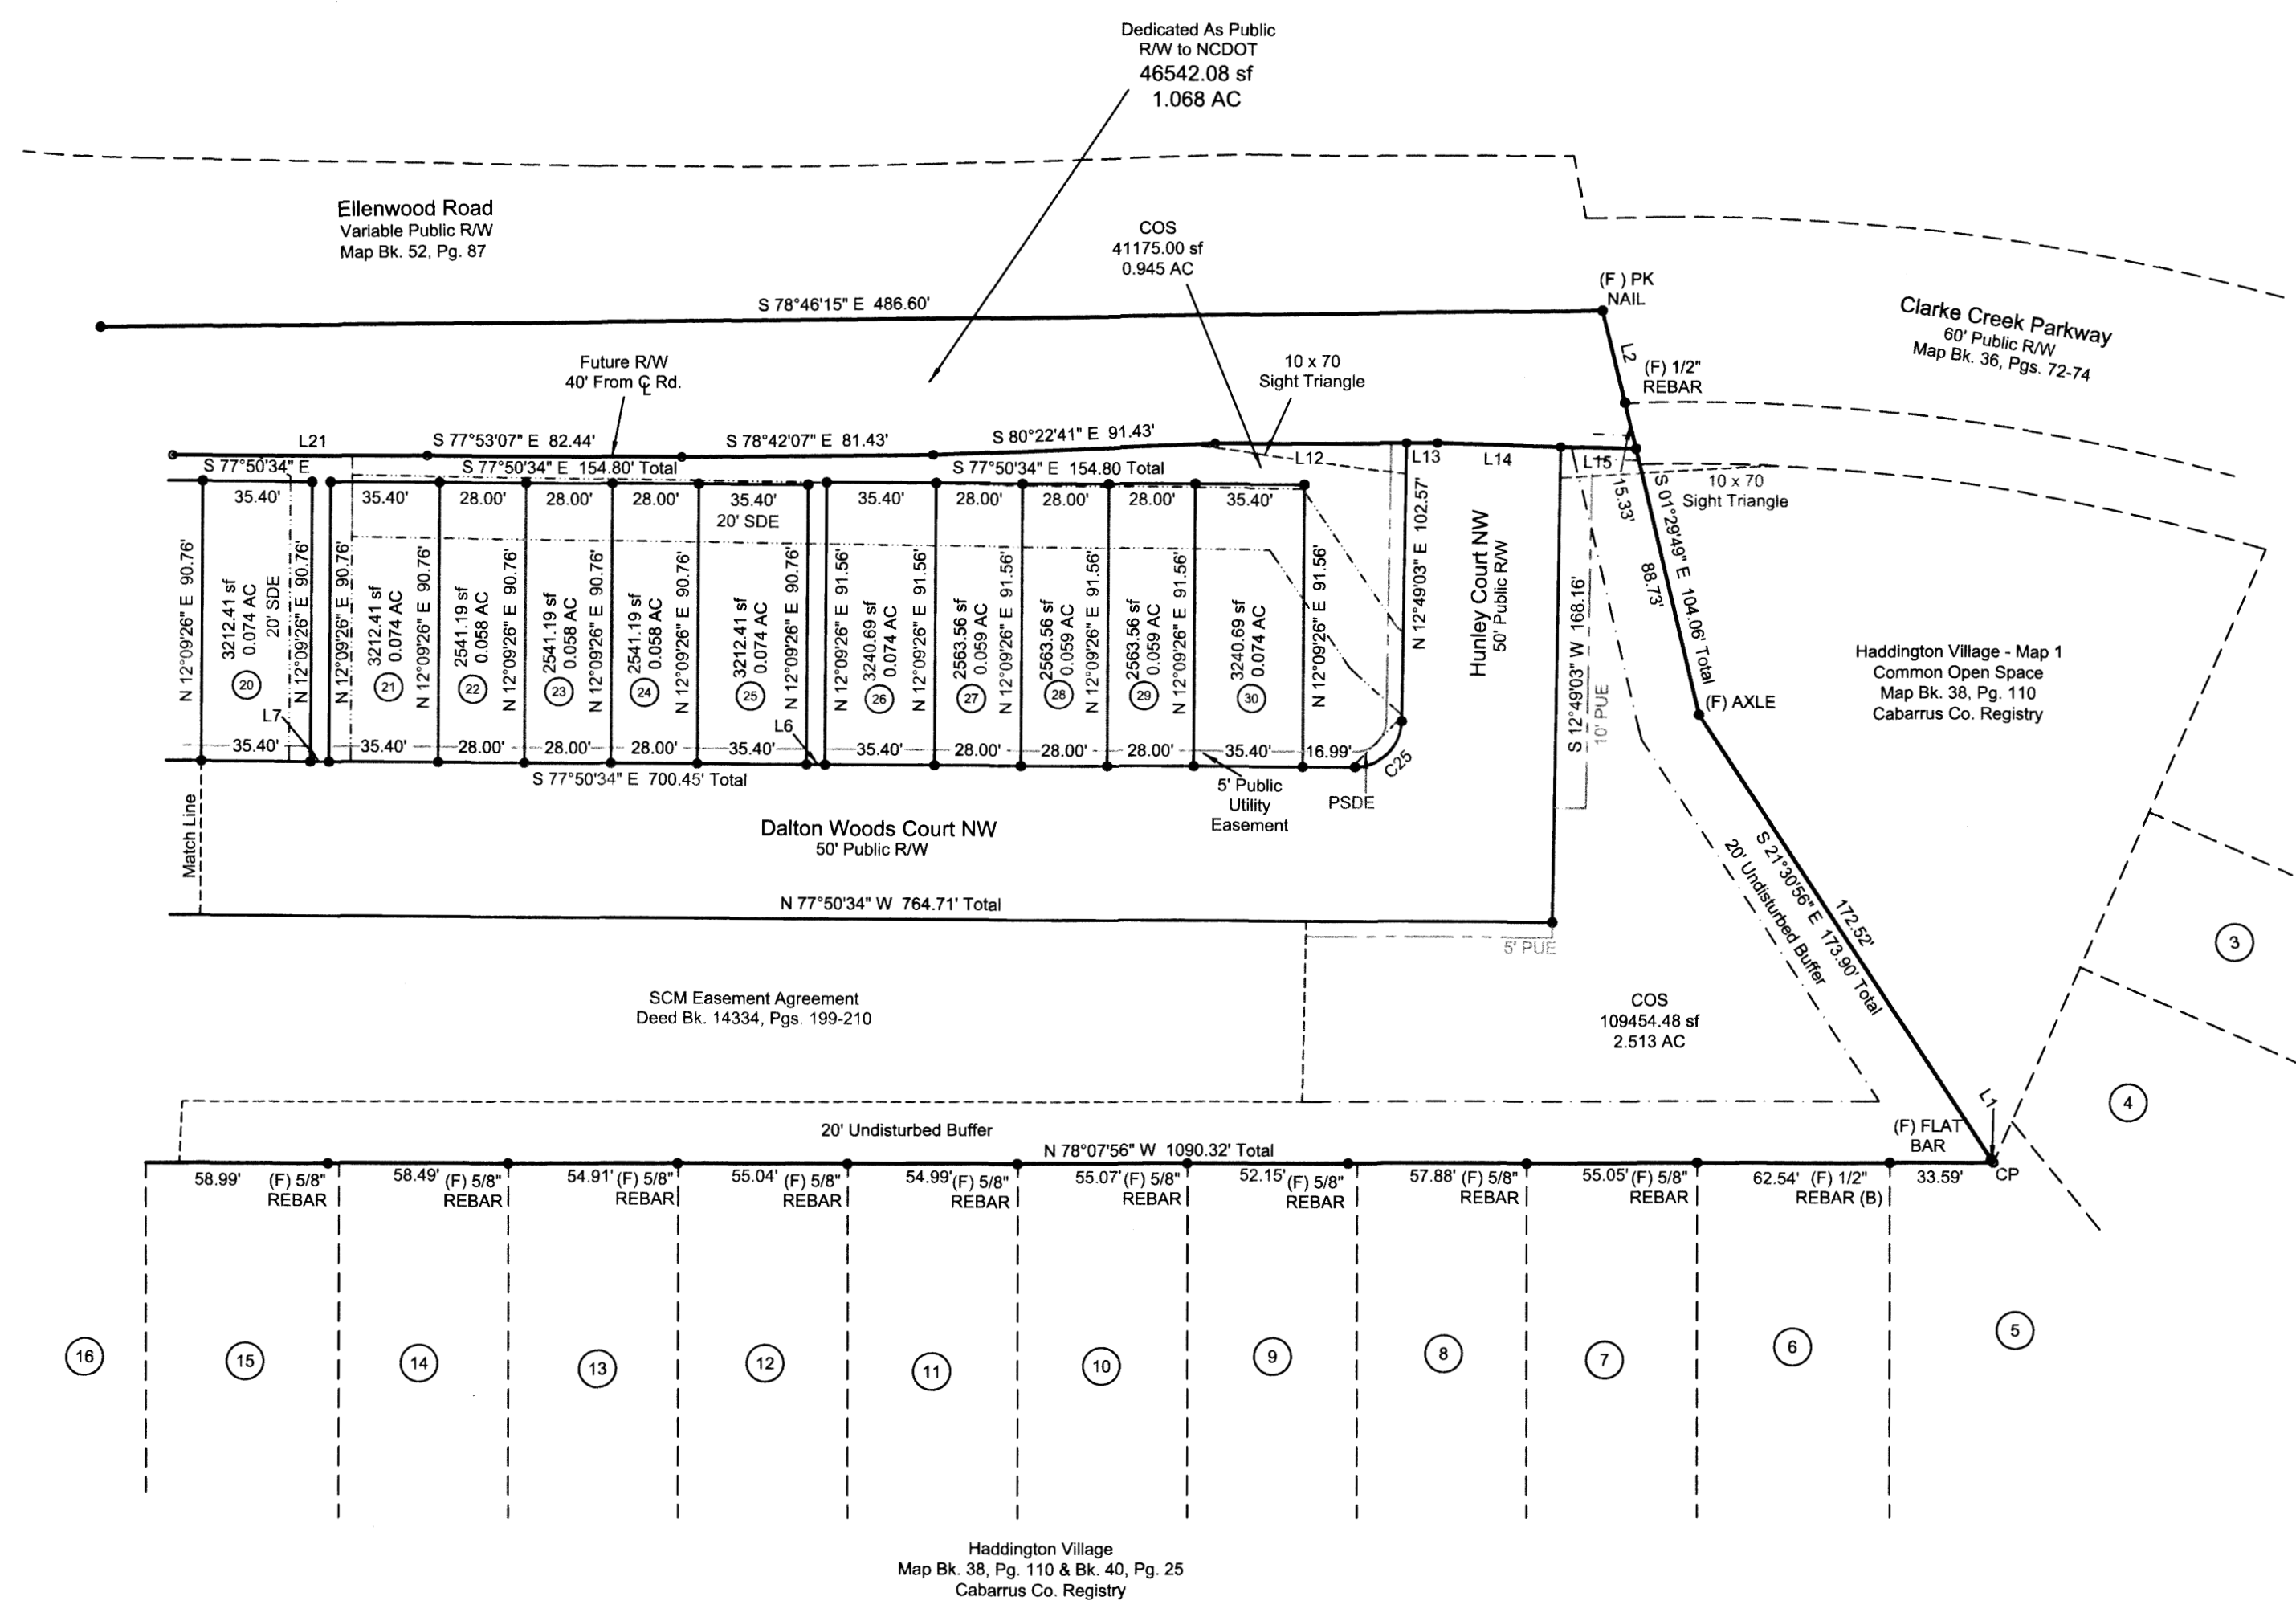 Dedicated As Public
R/W to NCDOT
46542.08 sf
1.068 AC
Ellenwood Road
Variable Public R/W
Map Bk. 52, Pg. 87
COS
41175.00 sf
0.945 AC
(F ) PK
NAIL
S 78°46'15" E 486.60'
Clarke Creek Parkway
60' Public R/W
Map Bk. 36, Pgs. 72-74
L2
(F) 1/2"
REBAR
Future R/W
40' From ℄ Rd.
10 x 70
Sight Triangle
L21
S 77°53'07" E 82.44'
S 78°42'07" E 81.43'
S 80°22'41" E 91.43'
L12
L13
L14
L15
S 77°50'34" E
S 77°50'34" E 154.80' Total
S 77°50'34" E 154.80 Total
10 x 70
Sight Triangle
35.40'
35.40'
28.00'
28.00'
28.00'
35.40'
35.40'
28.00'
28.00'
28.00'
35.40'
20' SDE
15.33'
S 01°29'49" E 104.06' Total
88.73'
N 12°09'26" E 90.76'
3212.41 sf
0.074 AC
20
20' SDE
N 12°09'26" E 90.76'
N 12°09'26" E 90.76'
3212.41 sf
0.074 AC
21
N 12°09'26" E 90.76'
2541.19 sf
0.058 AC
22
N 12°09'26" E 90.76'
2541.19 sf
0.058 AC
23
N 12°09'26" E 90.76'
2541.19 sf
0.058 AC
24
N 12°09'26" E 90.76'
3212.41 sf
0.074 AC
25
N 12°09'26" E 90.76'
N 12°09'26" E 91.56'
3240.69 sf
0.074 AC
26
N 12°09'26" E 91.56'
2563.56 sf
0.059 AC
27
N 12°09'26" E 91.56'
2563.56 sf
0.059 AC
28
N 12°09'26" E 91.56'
2563.56 sf
0.059 AC
29
N 12°09'26" E 91.56'
3240.69 sf
0.074 AC
30
N 12°09'26" E 91.56'
N 12°49'03" E 102.57'
Hunley Court NW
50' Public R/W
S 12°49'03" W 168.16'
10' PUE
Haddington Village - Map 1
Common Open Space
Map Bk. 38, Pg. 110
Cabarrus Co. Registry
(F) AXLE
L7
L6
35.40'
35.40'
28.00'
28.00'
28.00'
35.40'
35.40'
28.00'
28.00'
28.00'
35.40'
16.99'
C25
S 77°50'34" E 700.45' Total
5' Public
Utility
Easement
PSDE
Match Line
Dalton Woods Court NW
50' Public R/W
N 77°50'34" W 764.71' Total
5' PUE
S 21°30'56" E 173.90' Total
172.52'
20' Undisturbed Buffer
3
SCM Easement Agreement
Deed Bk. 14334, Pgs. 199-210
COS
109454.48 sf
2.513 AC
4
L1
(F) FLAT
BAR
20' Undisturbed Buffer
N 78°07'56" W 1090.32' Total
CP
58.99'
(F) 5/8"
REBAR
58.49'
(F) 5/8"
REBAR
54.91'
(F) 5/8"
REBAR
55.04'
(F) 5/8"
REBAR
54.99'
(F) 5/8"
REBAR
55.07'
(F) 5/8"
REBAR
52.15'
(F) 5/8"
REBAR
57.88'
(F) 5/8"
REBAR
55.05'
(F) 5/8"
REBAR
62.54'
(F) 1/2"
REBAR (B)
33.59'
16
15
14
13
12
11
10
9
8
7
6
5
Haddington Village
Map Bk. 38, Pg. 110 & Bk. 40, Pg. 25
Cabarrus Co. Registry